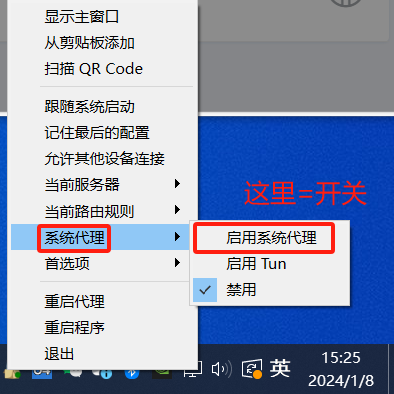 显示主窗口
从剪贴板添加
扫描 QR Code
跟随系统启动
记住最后的配置
允许其他设备连接
当前服务器
当前路由规则
系统代理
首选项
重启代理
重启程序
退出
这里=开关
启用系统代理
启用 Tun
禁用
英
15:25
2024/1/8